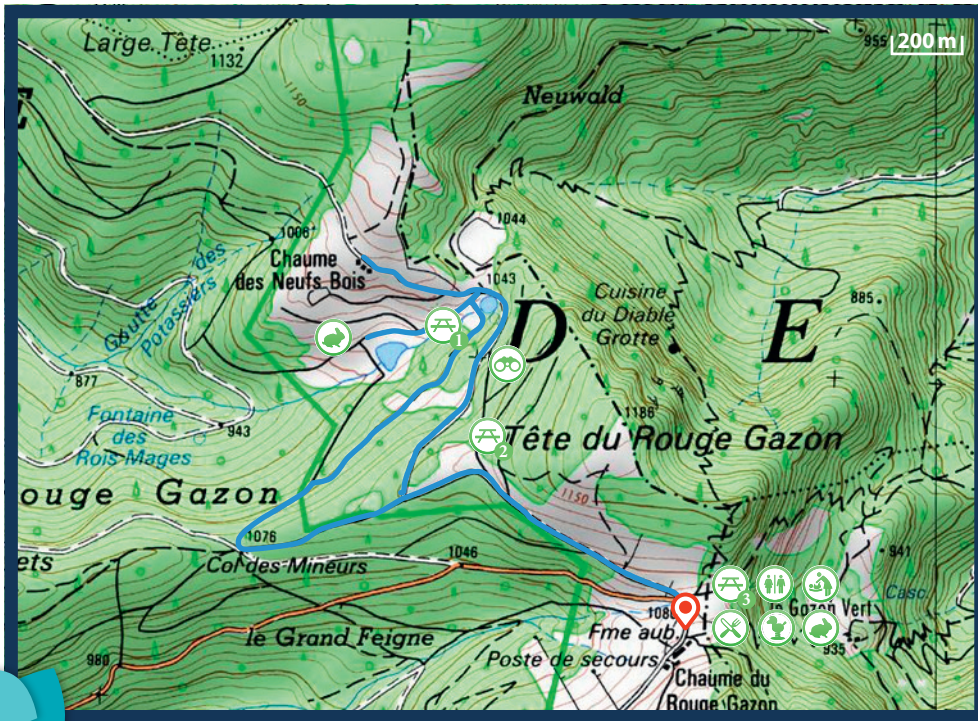 Large Tête
1132
1150
955
200 m
Neuwald
E
1006
1044
Chaume
des Neufs Bois
1043
Goutte des
Potassiers
Cuisine
du Diable
Grotte
D
E
885
1
877
943
Fontaine
des
Rois Mages
1186
2
Tête du Rouge Gazon
ouge Gazon
1150
1076
Col des Mineurs
1046
ets
941
Casc.
3
le Gazon Vert
Fme aub.
le Grand Feigne
Poste de secours
935
980
Chaume du
Rouge Gazon